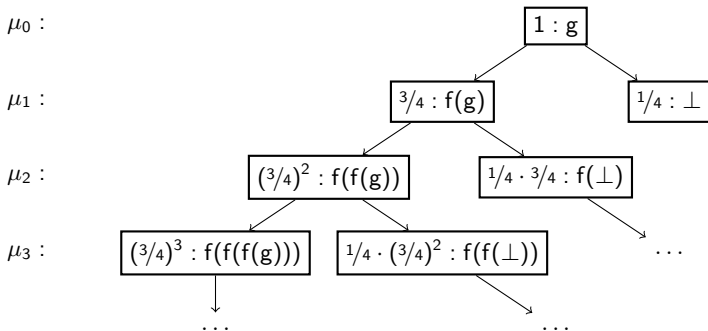 μ₀ : 1 : g
μ₁ : 3/4 : f(g) 1/4 : ⊥
μ₂ : (3/4)² : f(f(g)) 1/4 · 3/4 : f(⊥)
μ₃ : (3/4)³ : f(f(f(g))) 1/4 · (3/4)² : f(f(⊥)) ...
... ...